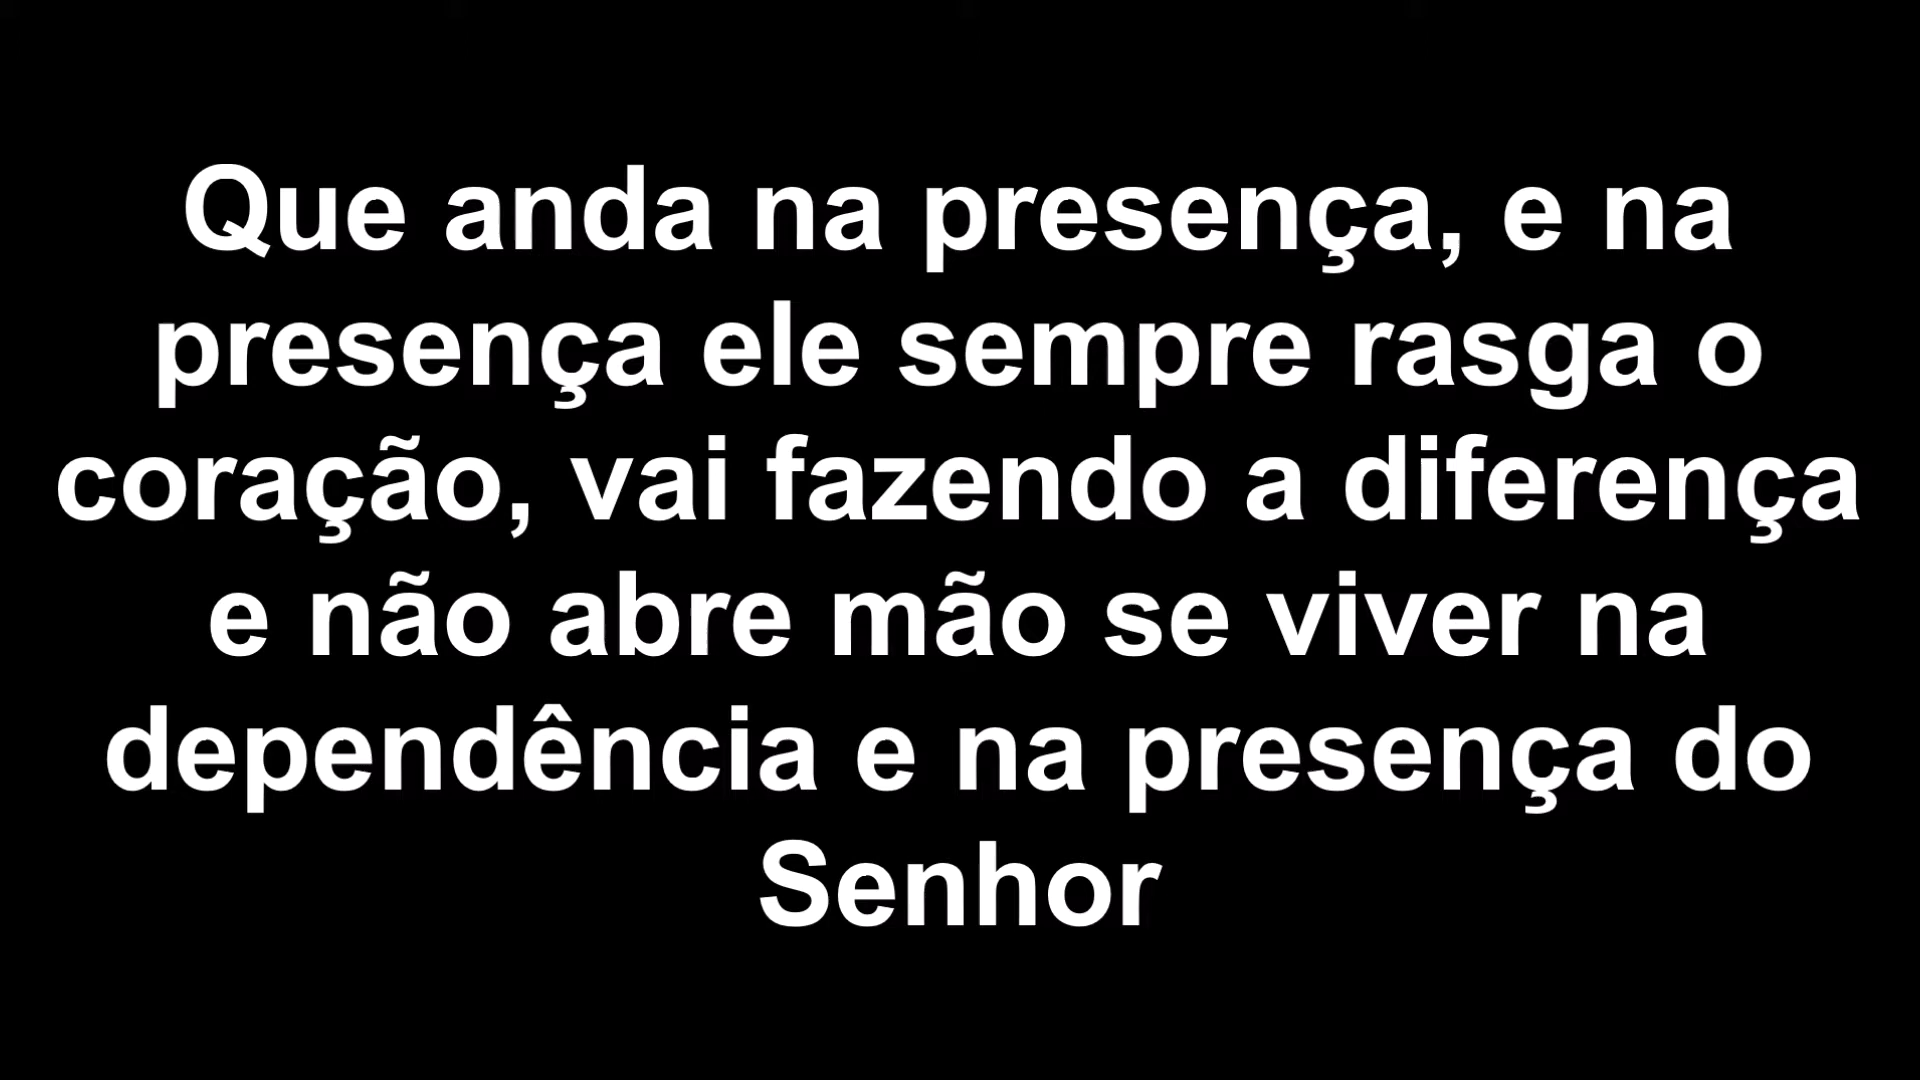 Que anda na presença, e na
presença ele sempre rasga o
coração, vai fazendo a diferença
e não abre mão se viver na
dependência e na presença do
Senhor